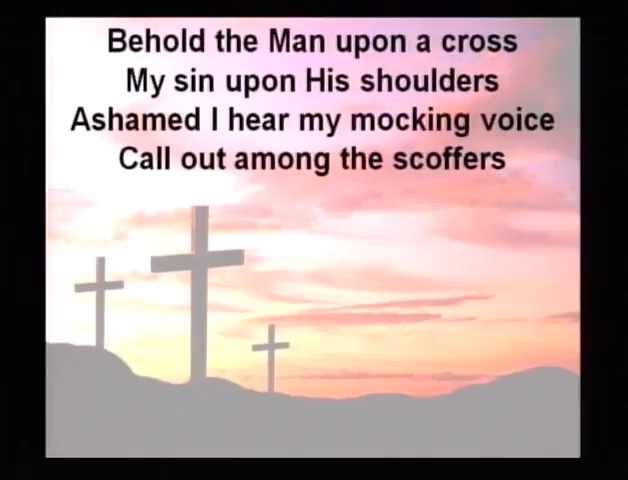 Behold the Man upon a cross
My sin upon His shoulders
Ashamed I hear my mocking voice
Call out among the scoffers